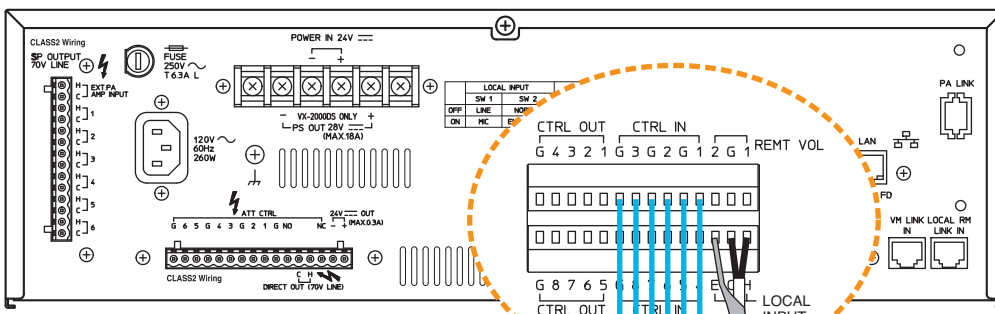 CLASS2 Wiring
SP OUTPUT
70V LINE
H
C
EXT.PA
AMP INPUT
H
C
1
H
C
2
H
C
3
H
C
4
H
C
5
H
C
6
FUSE
250V
T6.3A L
120V
60Hz
260W
POWER IN 24V
- +
- VX-2000DS ONLY +
PS OUT 28V
(MAX.18A)
ATT CTRL
G 6 5 G 4 3 G 2 1 G NO NC - +
24V OUT
(MAX.0.3A)
CLASS2 Wiring
C H
DIRECT OUT (70V LINE)
LOCAL INPUT
SW 1 SW 2
OFF LINE
ON MIC
CTRL OUT CTRL IN
G 4 3 2 1 G 3 G 2 G 1 2 G 1 REMT VOL
G 8 7 6 5 G
CTRL OUT CTRL IN
LOCAL
PA LINK
LAN
FD
VM LINK
IN
LOCAL RM
LINK IN